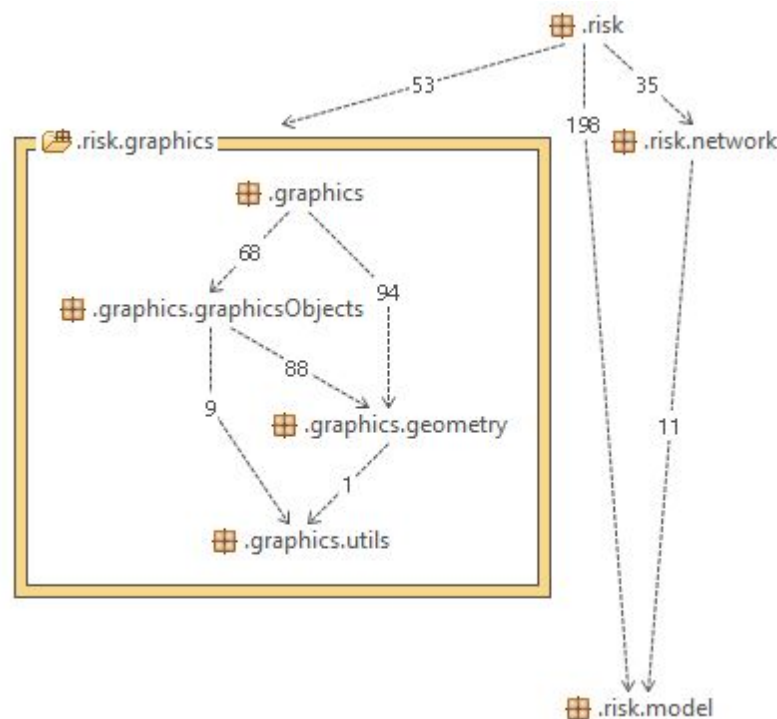 .risk
53
35
198
.risk.graphics
.risk.network
.graphics
68
94
.graphics.graphicsObjects
88
9
.graphics.geometry
11
1
.graphics.utils
.risk.model